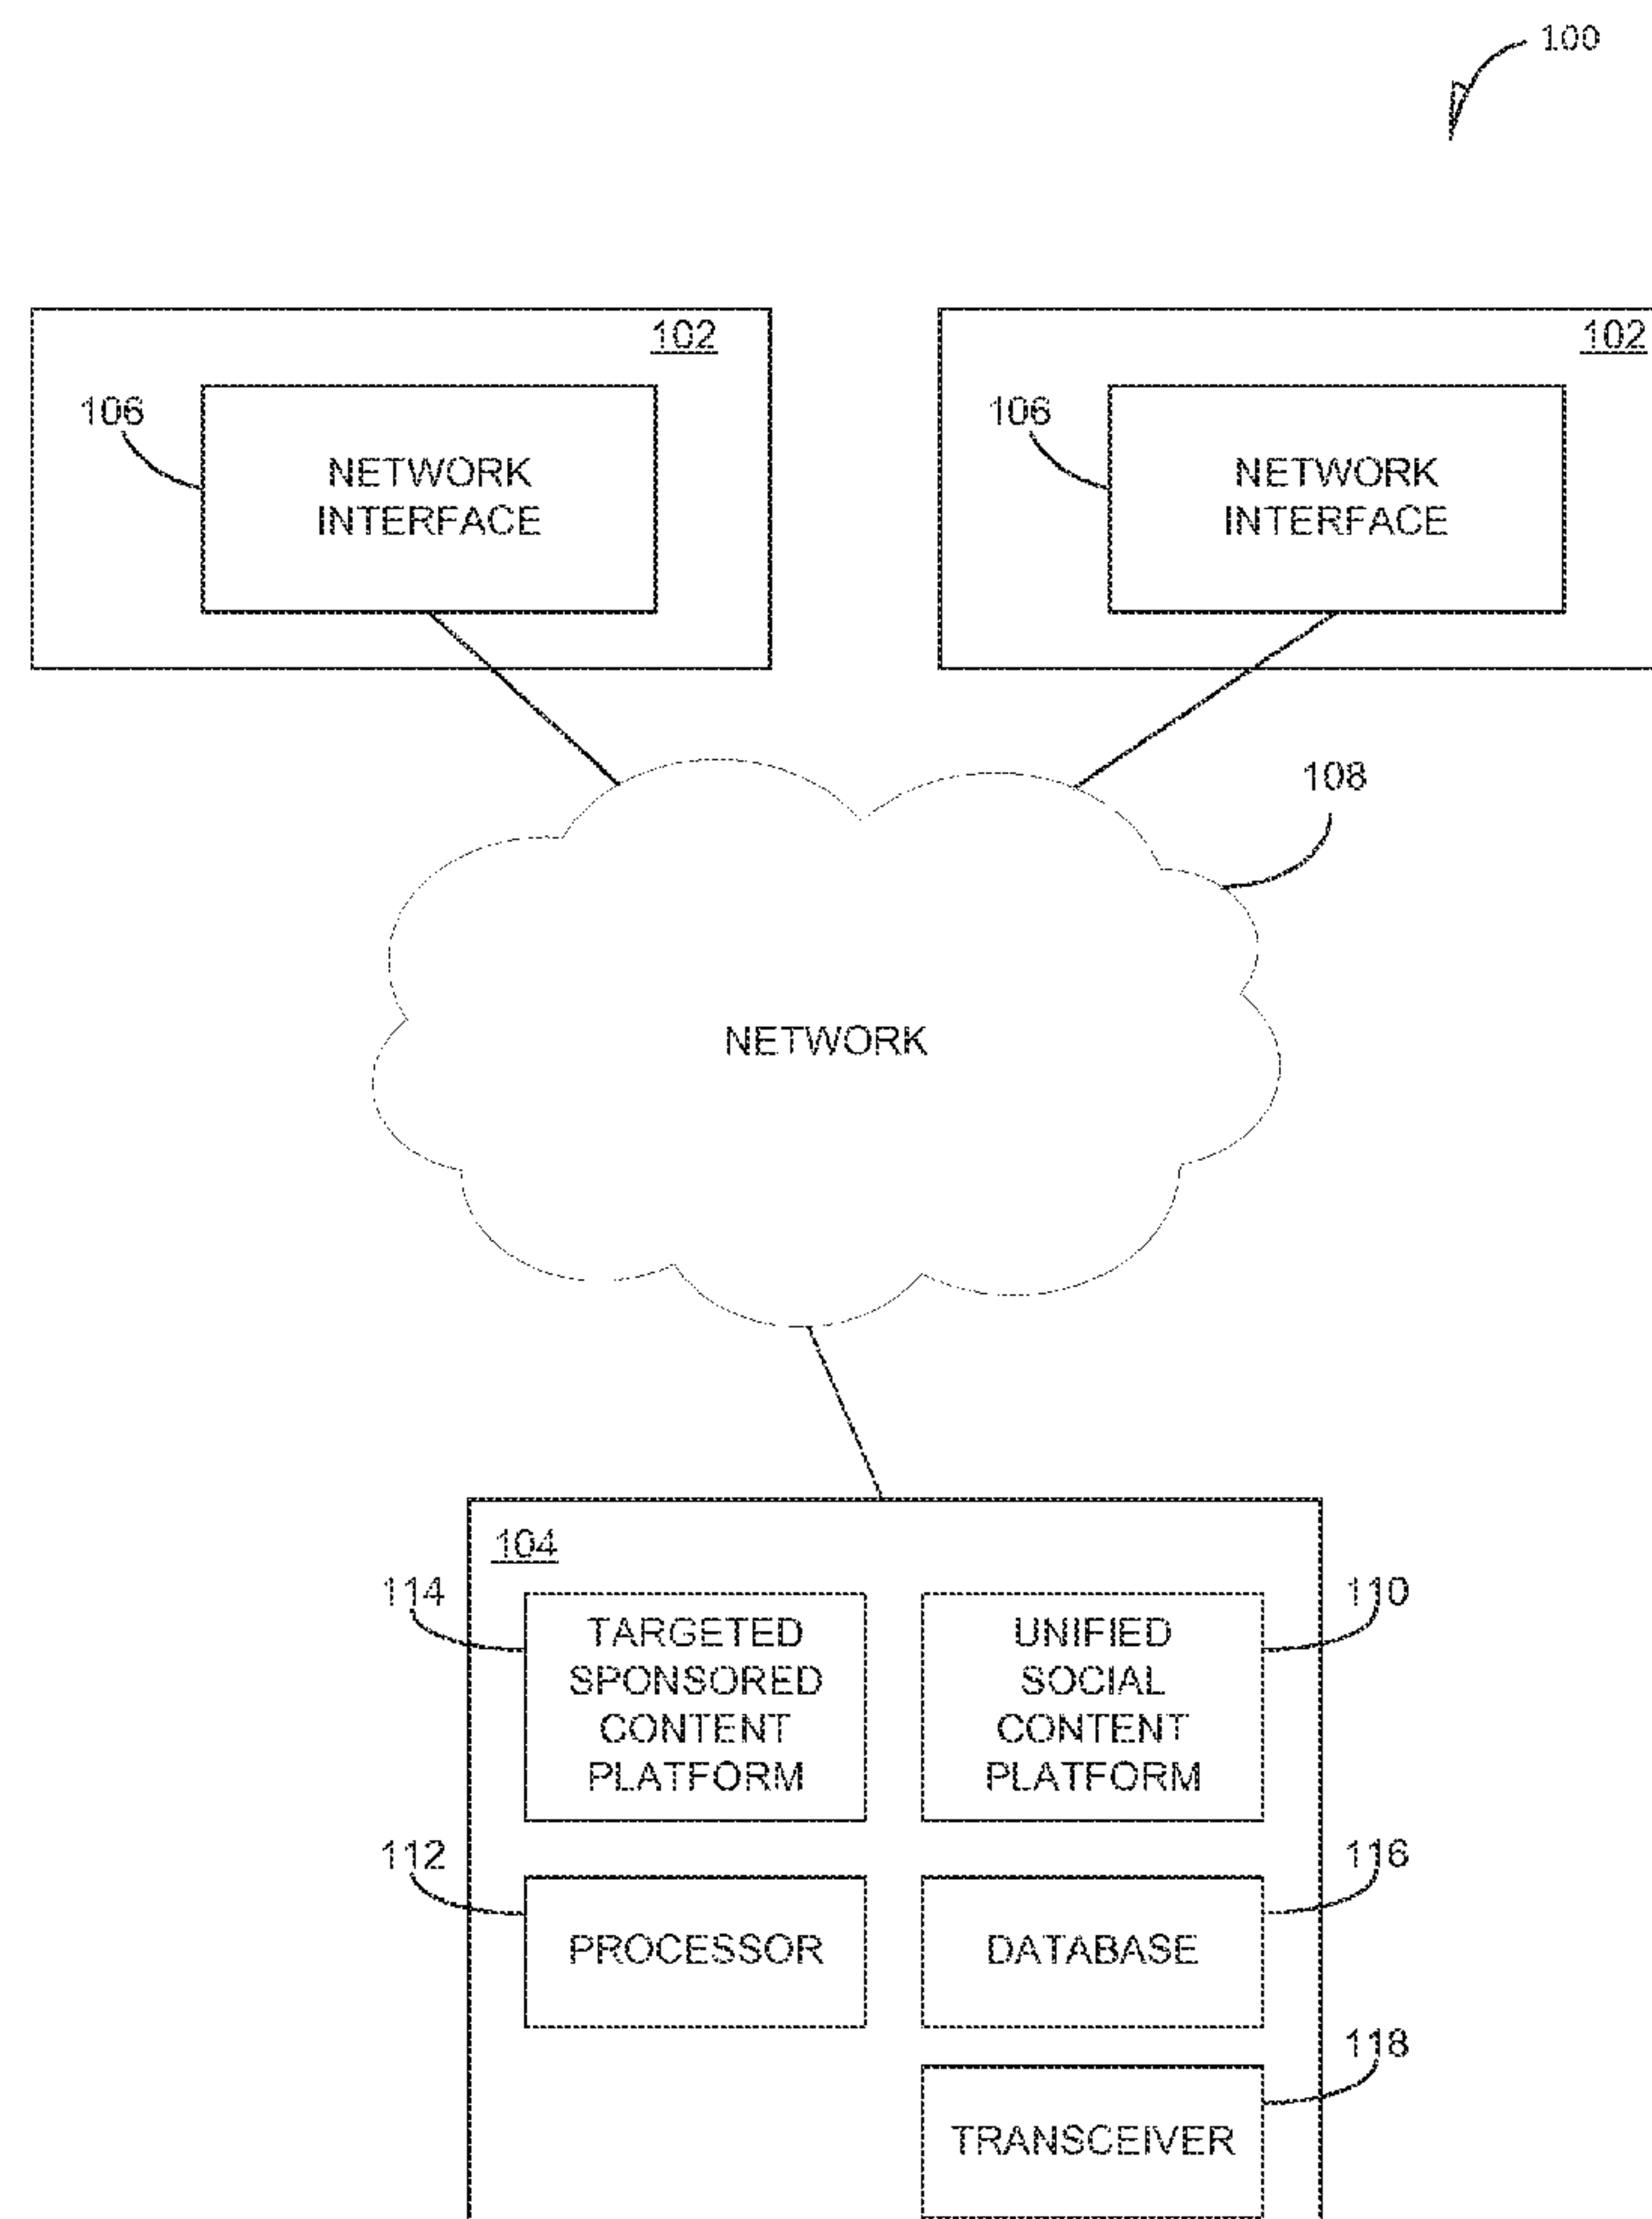 100
102
102
106
106
NETWORK
INTERFACE
NETWORK
INTERFACE
108
NETWORK
104
114
110
TARGETED
SPONSORED
CONTENT
PLATFORM
UNIFIED
SOCIAL
CONTENT
PLATFORM
112
116
PROCESSOR
DATABASE
118
TRANSCEIVER